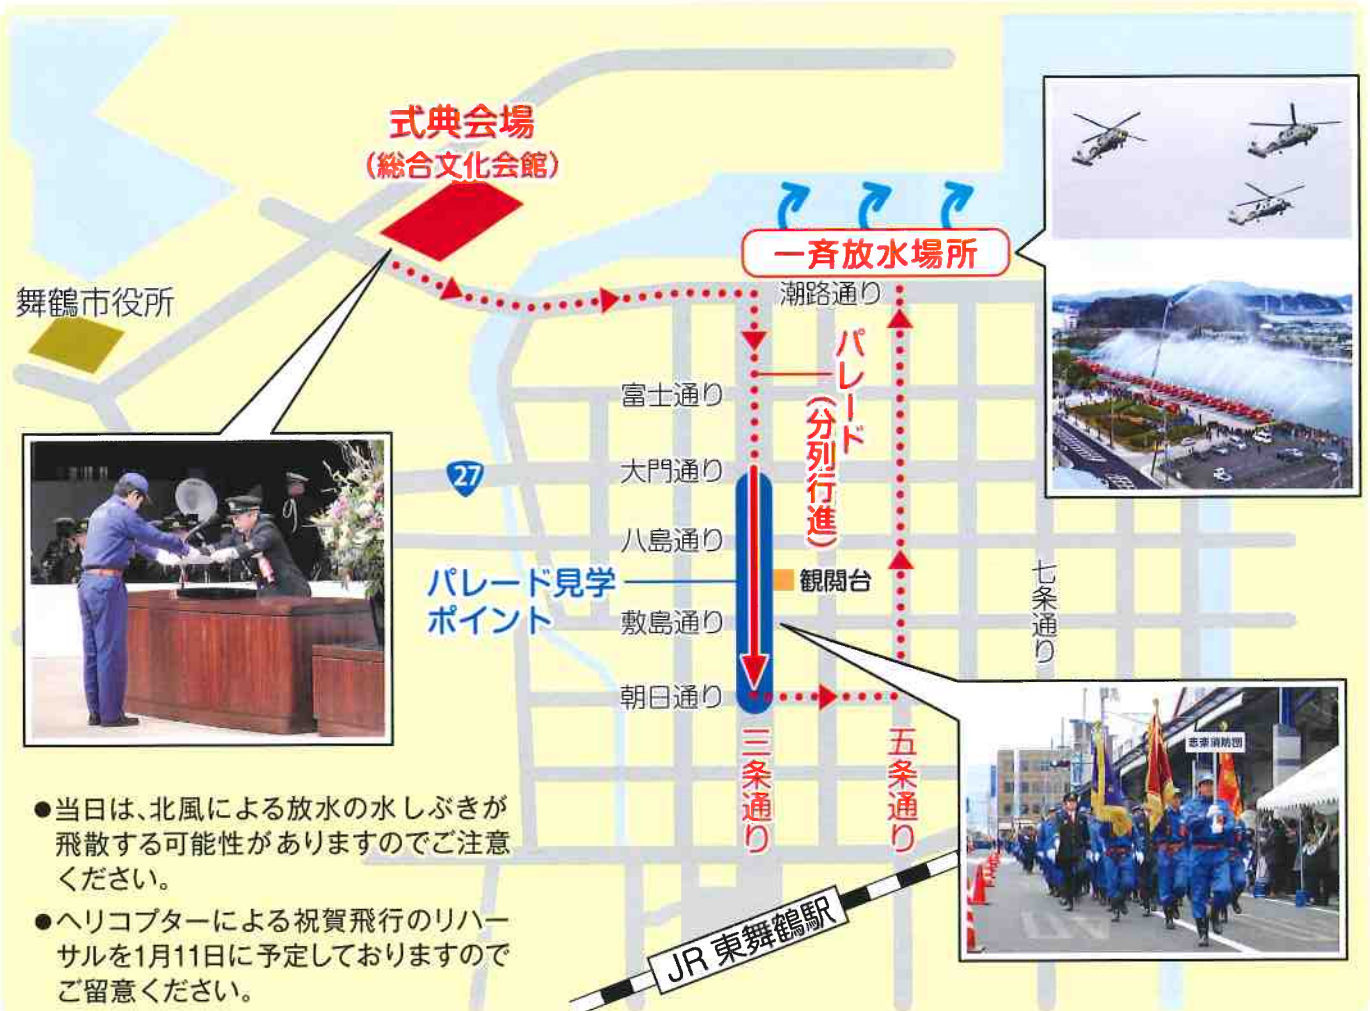 式典会場
(総合文化会館)
一斉放水場所
潮路通り
舞鶴市役所
パレード
(分列行進)
富士通り
27
大門通り
八島通り
パレード見学
ポイント
観閲台
敷島通り
七条通り
朝日通り
三条通り
五条通り
志楽消防団
●当日は、北風による放水の水しぶきが
飛散する可能性がありますのでご注意
ください。
●ヘリコプターによる祝賀飛行のリハー
サルを1月11日に予定しておりますので
ご留意ください。
JR 東舞鶴駅